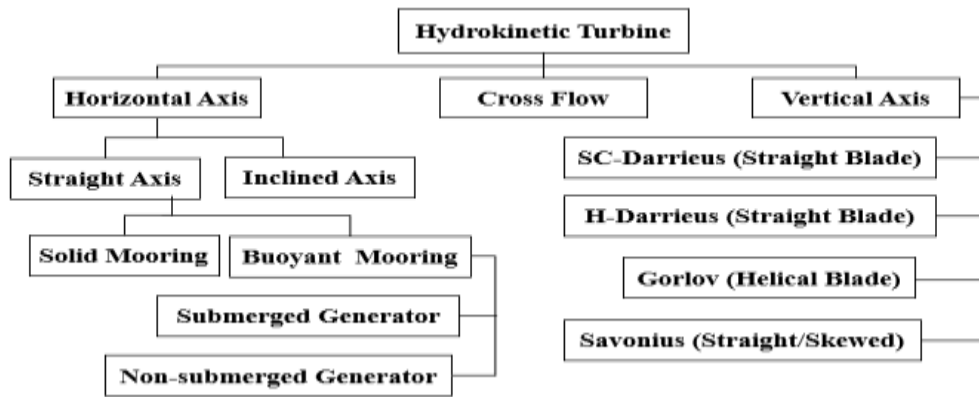 Hydrokinetic Turbine
Horizontal Axis
Cross Flow
Vertical Axis
Straight Axis
Inclined Axis
Solid Mooring
Buoyant Mooring
Submerged Generator
Non-submerged Generator
SC-Darrieus (Straight Blade)
H-Darrieus (Straight Blade)
Gorlov (Helical Blade)
Savonius (Straight/Skewed)